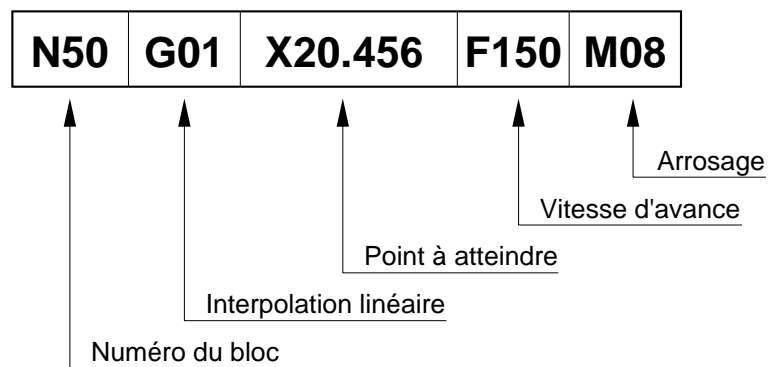 N50 G01 X20.456 F150 M08
Arrosage
Vitesse d'avance
Point à atteindre
Interpolation linéaire
Numéro du bloc